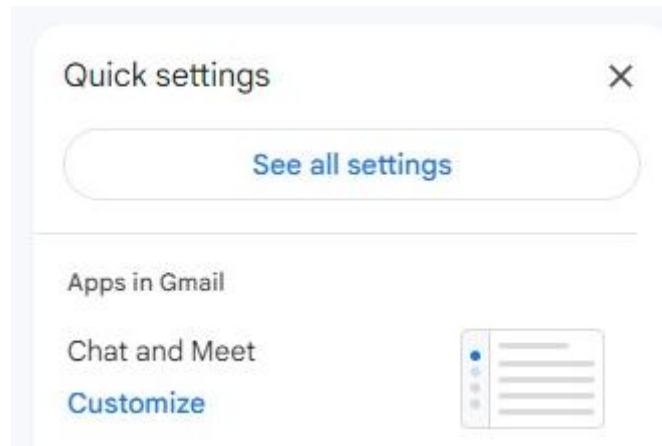 Quick settings
See all settings
Apps in Gmail
Chat and Meet
Customize